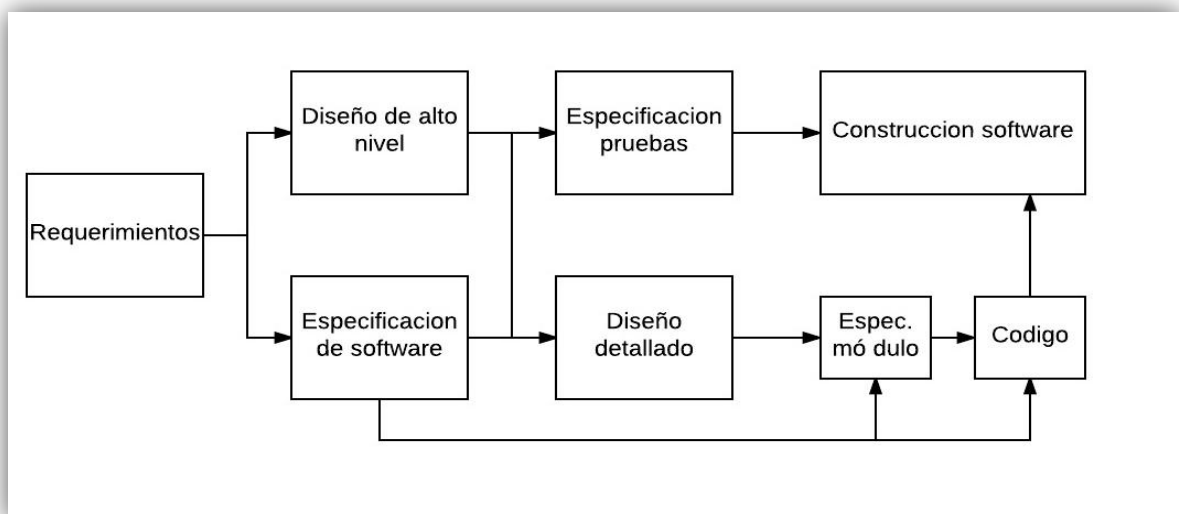 Diseño de alto
nivel
Especificacion
pruebas
Construccion software
Requerimientos
Especificacion
de software
Diseño
detallado
Espec.
mó dulo
Codigo